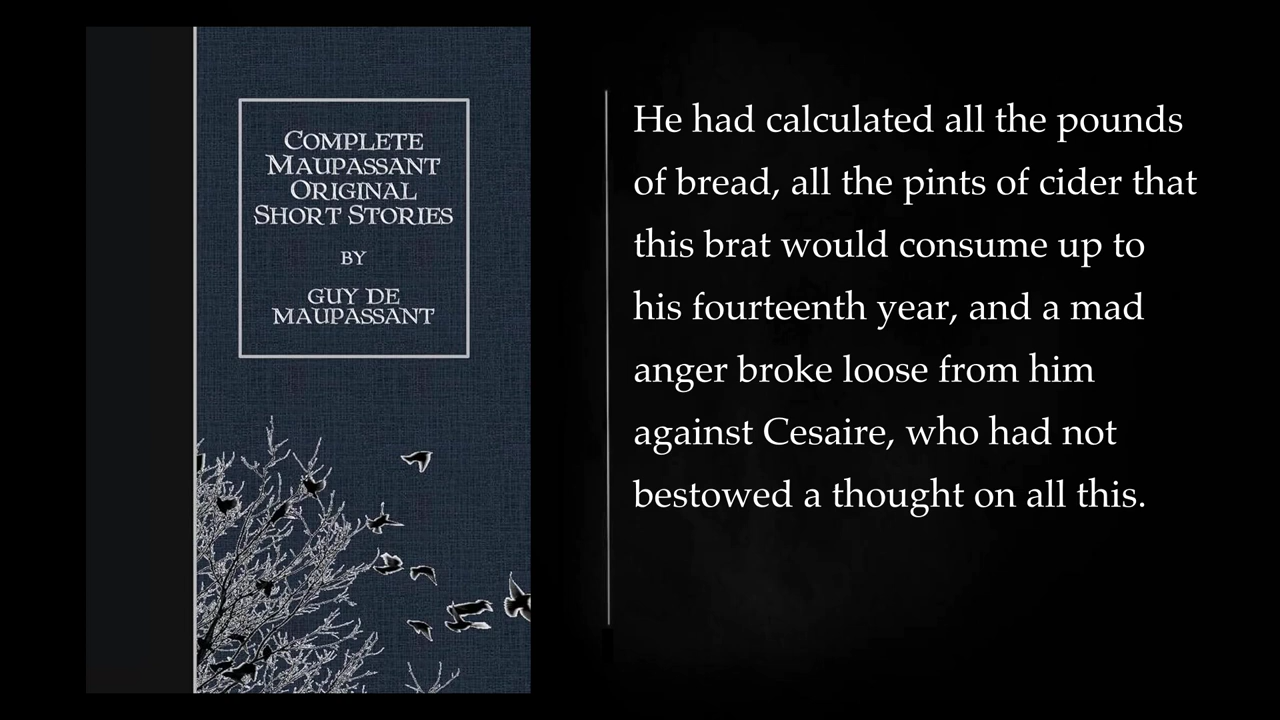 COMPLETE
MAUPASSANT
ORIGINAL
SHORT STORIES
BY
GUY DE
MAUPASSANT
He had calculated all the pounds
of bread, all the pints of cider that
this brat would consume up to
his fourteenth year, and a mad
anger broke loose from him
against Cesaire, who had not
bestowed a thought on all this.